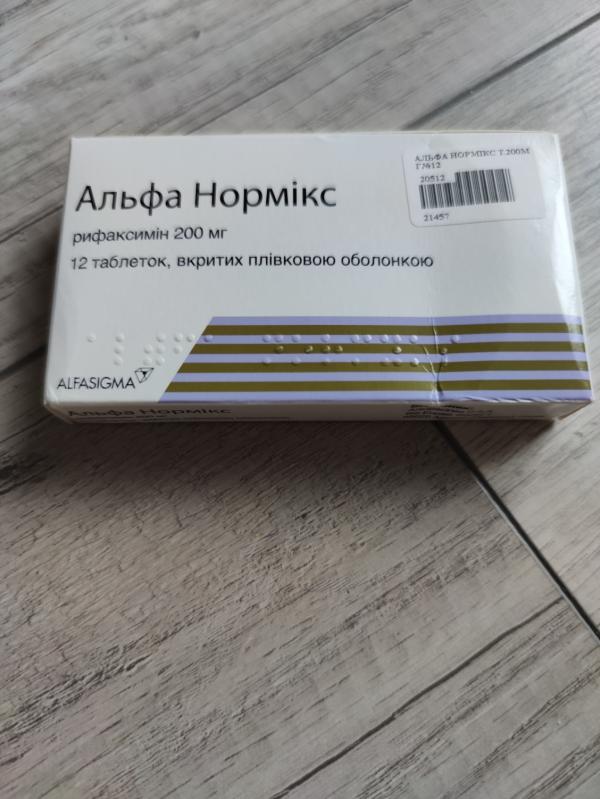 АЛЬФА НОРМІКС Т.200М
Г№12
20512
21457
Альфа Нормікс
рифаксимін 200 мг
12 таблеток, вкритих плівковою оболонкою
ALFASIGMA
Альфа Нормікс